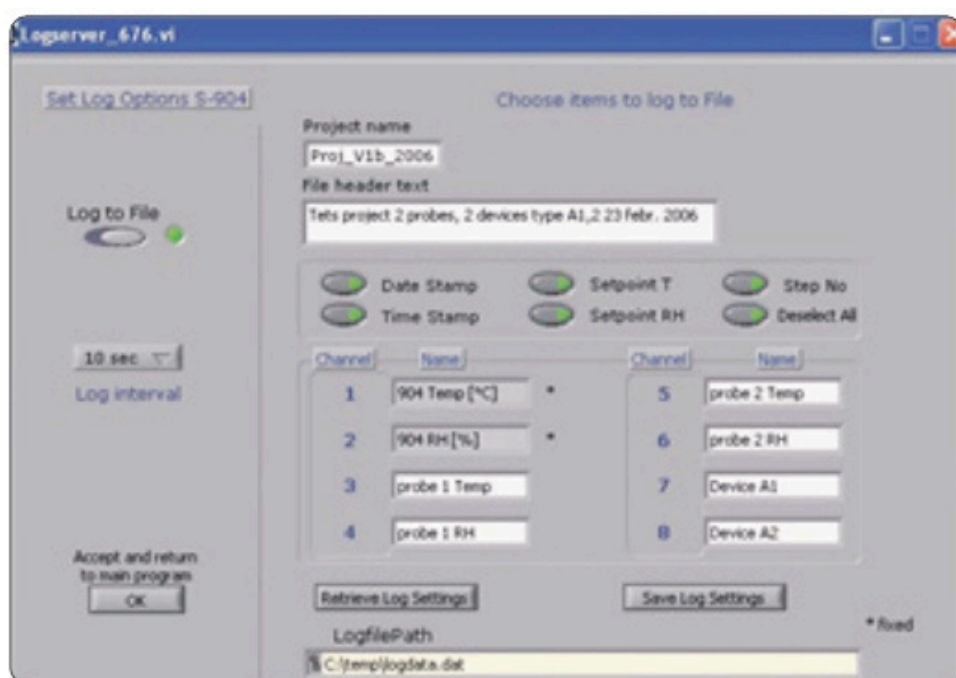 Logserver_676.vi
Set Log Options S-904
Choose items to log to File
Project name
Proj_V1b_2006
File header text
Tets project 2 probes, 2 devices type A1,2 23 febr. 2006
Log to File
Date Stamp
Setpoint T
Step No
Time Stamp
Setpoint RH
Deselect All
10 sec
Log interval
Channel Name
Channel Name
1 904 Temp [°C] *
2 904 RH [%] *
3 probe 1 Temp
4 probe 1 RH
5 probe 2 Temp
6 probe 2 RH
7 Device A1
8 Device A2
Accept and return
to main program
OK
Retrieve Log Settings
Save Log Settings
* fixed
LogfilePath
C:\temp\logdata.dat